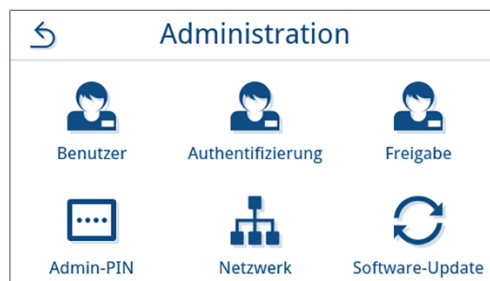 Administration
Benutzer
Authentifizierung
Freigabe
Admin-PIN
Netzwerk
Software-Update